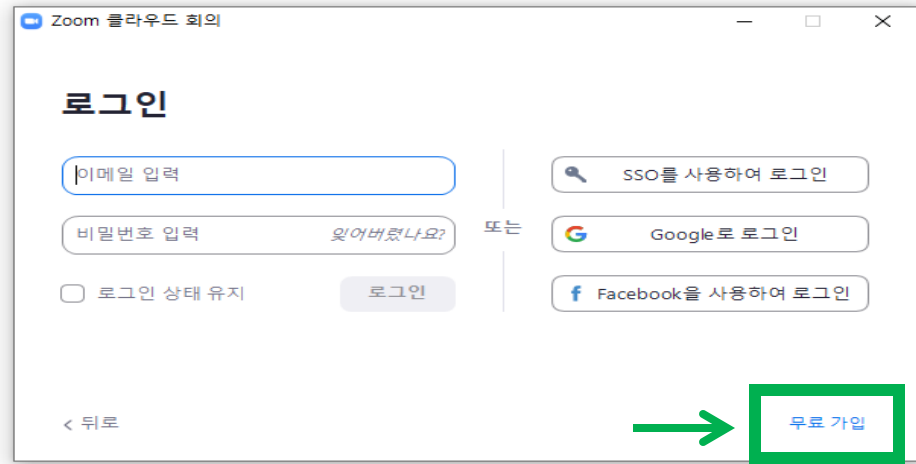 Zoom 클라우드 회의
로그인
이메일 입력
비밀번호 입력 잊어버렸나요?
로그인 상태 유지 로그인
또는
SSO를 사용하여 로그인
Google로 로그인
Facebook을 사용하여 로그인
뒤로
무료 가입